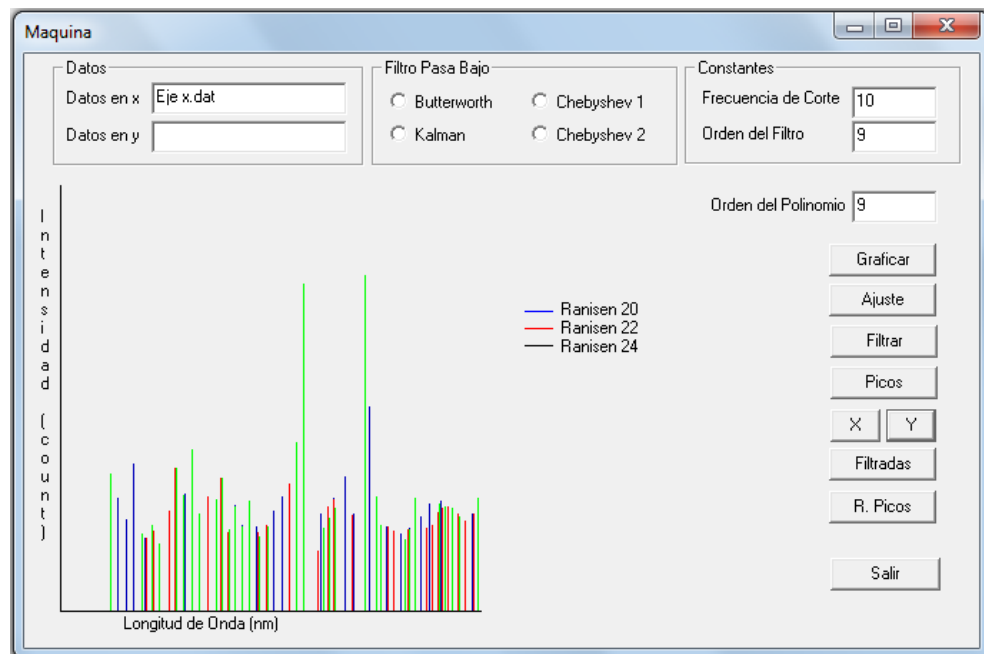 Maquina
Datos
Datos en x Eje x.dat
Datos en y
Filtro Pasa Bajo
Butterworth Chebyshev 1
Kalman Chebyshev 2
Constantes
Frecuencia de Corte 10
Orden del Filtro 9
Orden del Polinomio 9
Intensidad (count)
Ranisen 20
Ranisen 22
Ranisen 24
Longitud de Onda (nm)
Graficar
Ajuste
Filtrar
Picos
X Y
Filtradas
R. Picos
Salir